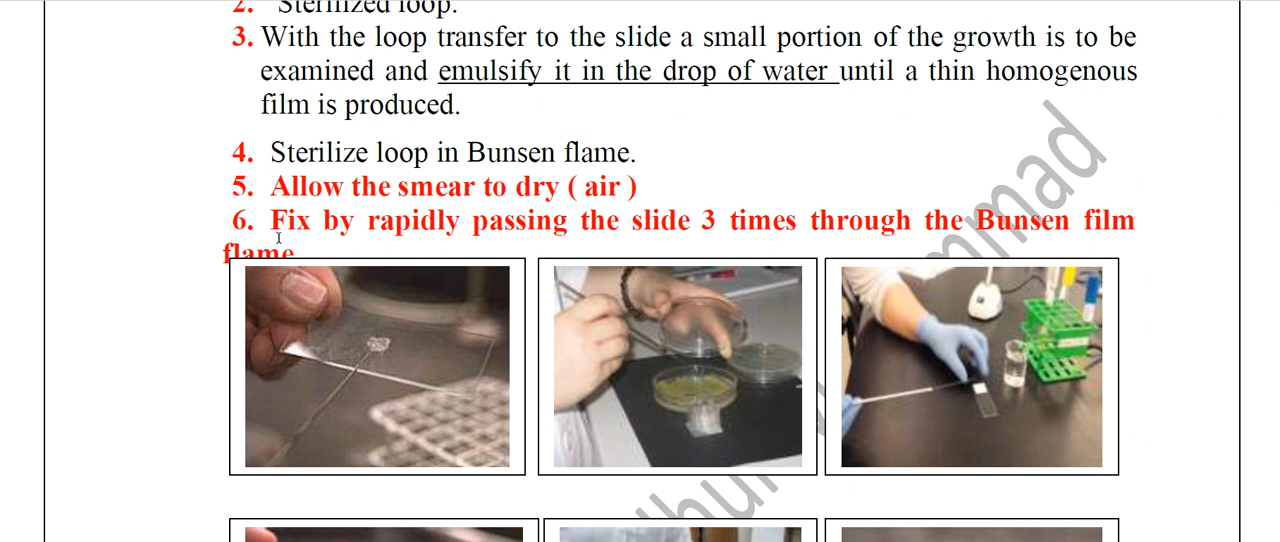 2. Sterilized loop.
3. With the loop transfer to the slide a small portion of the growth is to be
examined and emulsify it in the drop of water until a thin homogenous
film is produced.
4. Sterilize loop in Bunsen flame.
5. Allow the smear to dry ( air )
6. Fix by rapidly passing the slide 3 times through the Bunsen film
flame